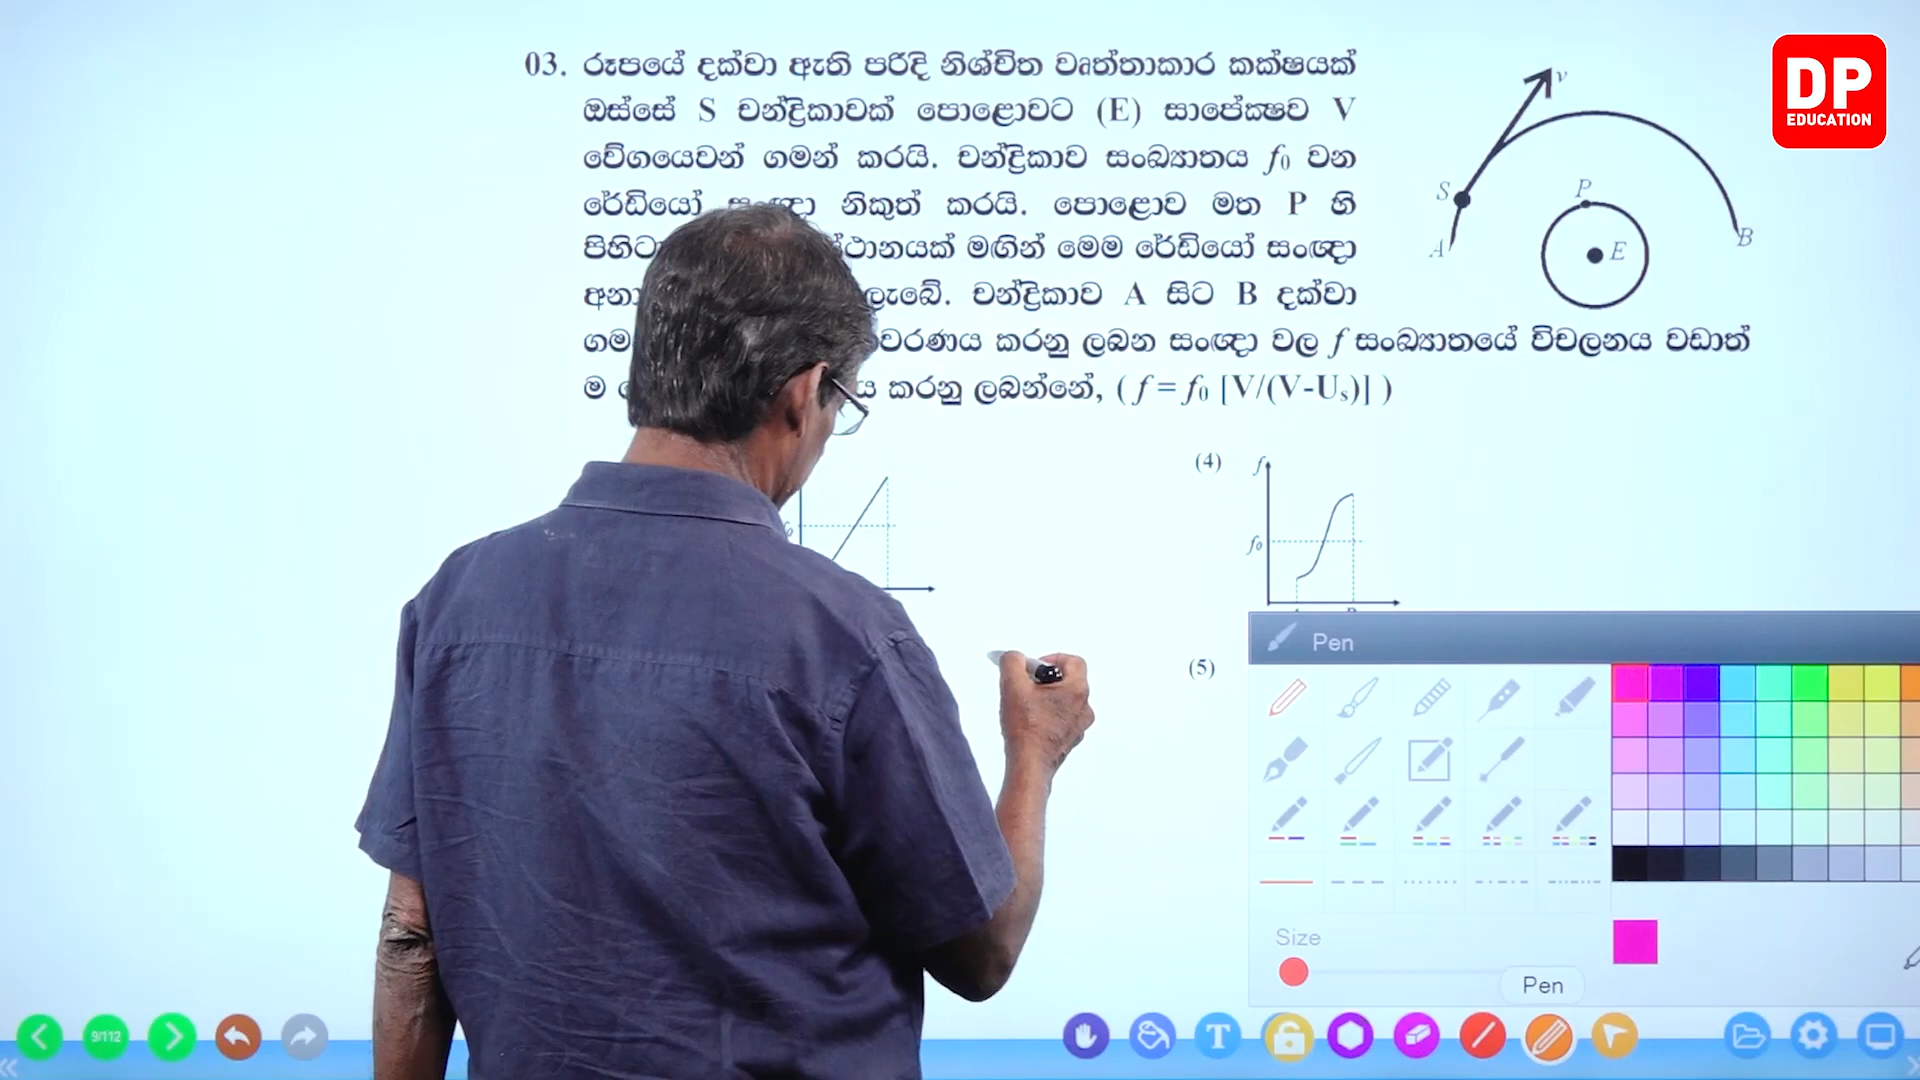 DP
EDUCATION
03. රූපයේ දක්වා ඇති පරිදි නිශ්චිත වෘත්තාකාර කක්ෂයක්
ඔස්සේ S චන්ද්‍රිකාවක් පොළොවට (E) සාපේක්ෂව V
වේගයෙවන් ගමන් කරයි. චන්ද්‍රිකාව සංඛ්‍යාතය f₀ වන
රේඩියෝ නිකුත් කරයි. පොළොව මත P හි
මගින් මෙම රේඩියෝ සංඥා
ලැබේ. චන්ද්‍රිකාව A සිට B දක්වා
කරනු ලබන සංඥා වල f සංඛ්‍යාතයේ විචලනය වඩාත්
ම කරනු ලබන්නේ, ( f = f₀ [V/(V-Uₛ)] )
v
S
P
A
E
B
(4)
f
f₀
f₀
(5)
Pen
Size
Pen
9/112
T